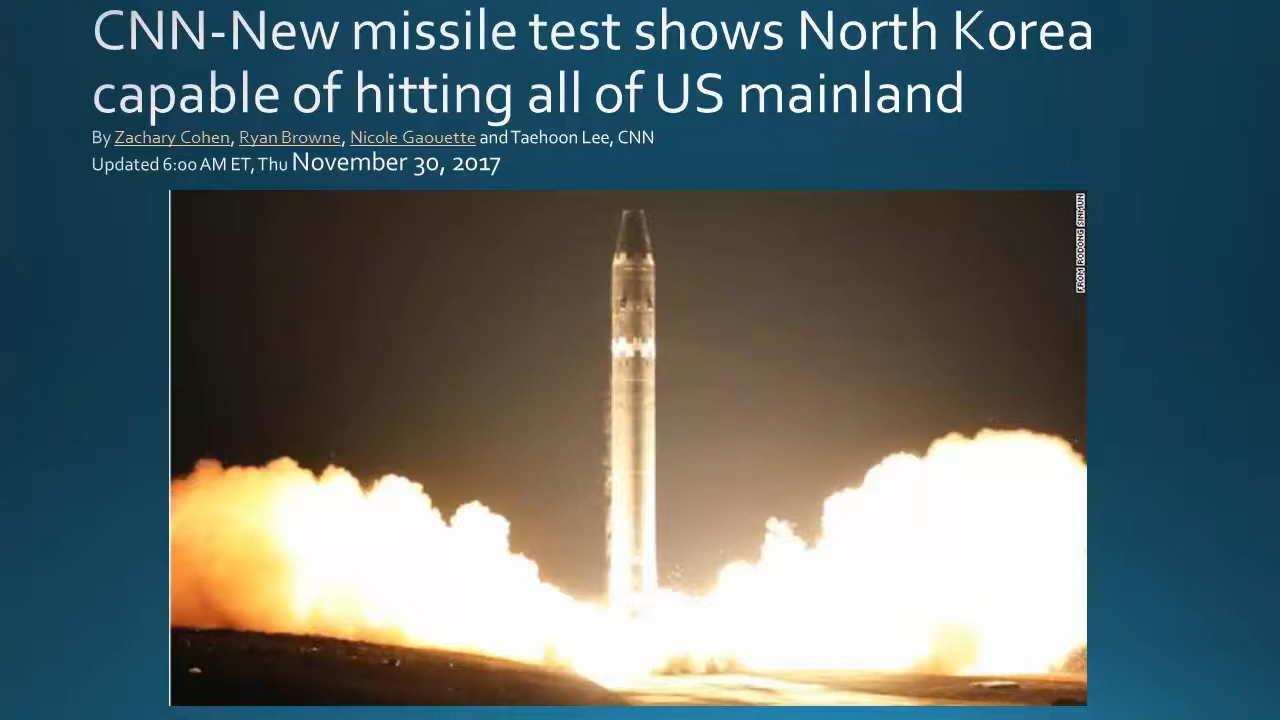 CNN-New missile test shows North Korea
capable of hitting all of US mainland
By Zachary Cohen, Ryan Browne, Nicole Gaouette and Taehoon Lee, CNN
Updated 6:00 AM ET, Thu November 30, 2017
FROM RODONG SINMUN